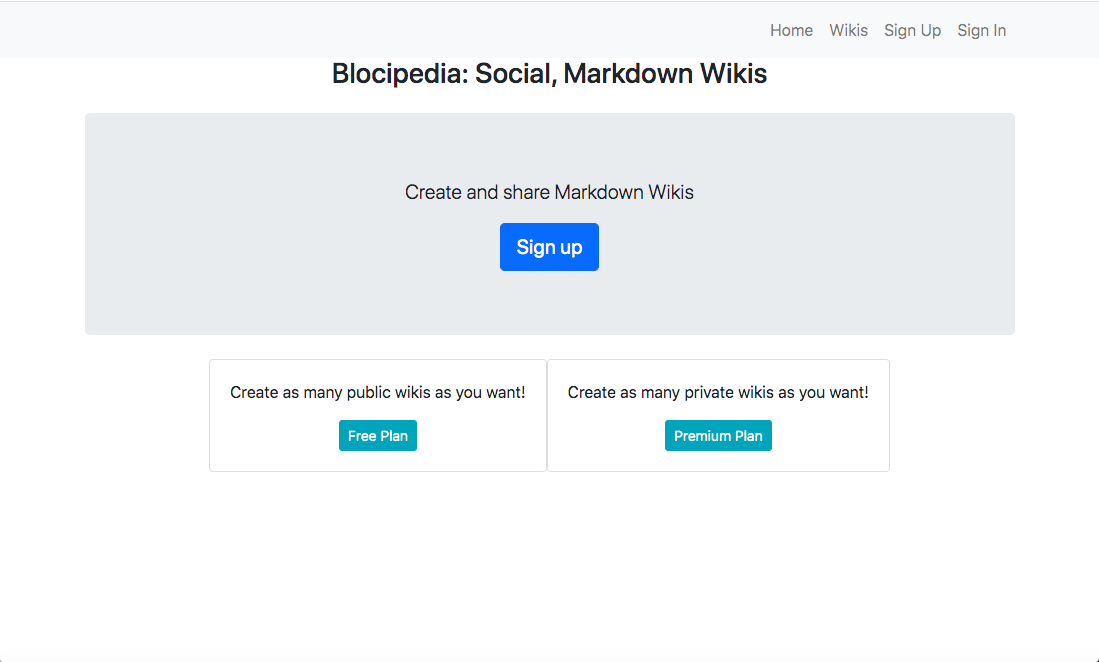 Home Wikis Sign Up Sign In
Blocipedia: Social, Markdown Wikis
Create and share Markdown Wikis
Sign up
Create as many public wikis as you want!
Free Plan
Create as many private wikis as you want!
Premium Plan